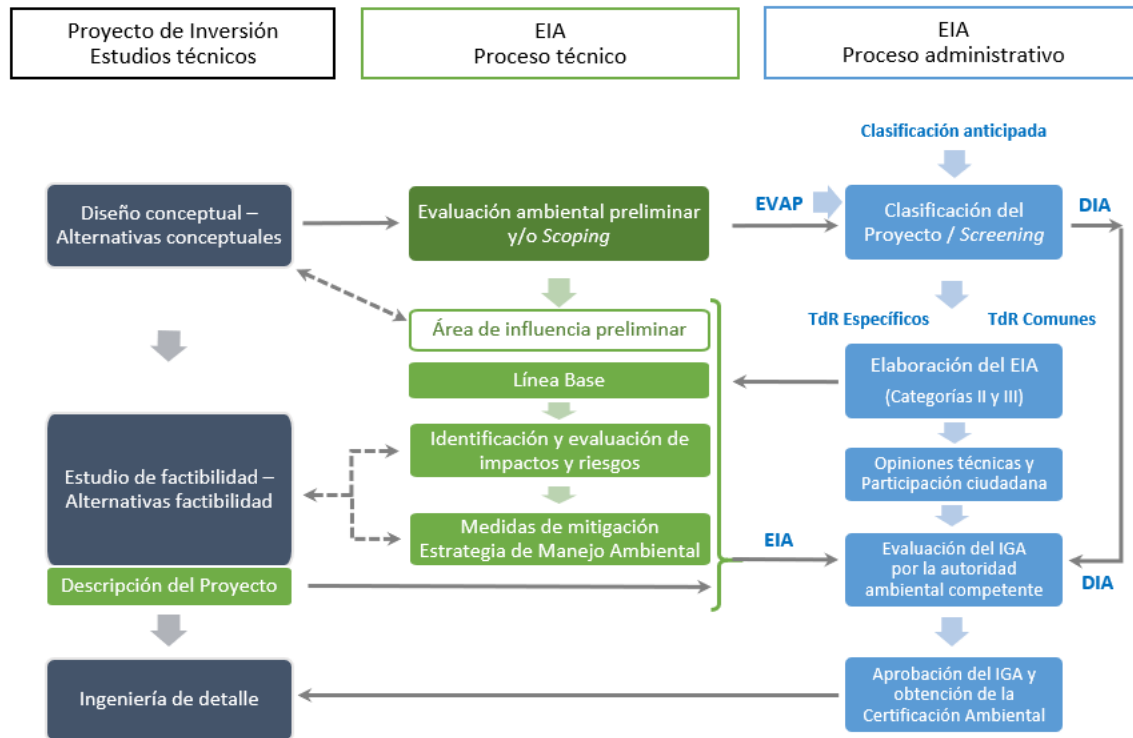 Proyecto de Inversión
Estudios técnicos
EIA
Proceso técnico
EIA
Proceso administrativo
Clasificación anticipada
Diseño conceptual –
Alternativas conceptuales
Evaluación ambiental preliminar
y/o Scoping
EVAP
Clasificación del
Proyecto / Screening
DIA
Área de influencia preliminar
TdR Específicos
TdR Comunes
Línea Base
Elaboración del EIA
(Categorías II y III)
Identificación y evaluación de
impactos y riesgos
Opiniones técnicas y
Participación ciudadana
Estudio de factibilidad –
Alternativas factibilidad
Medidas de mitigación
Estrategia de Manejo Ambiental
EIA
Evaluación del IGA
por la autoridad
ambiental competente
DIA
Descripción del Proyecto
Ingeniería de detalle
Aprobación del IGA y
obtención de la
Certificación Ambiental